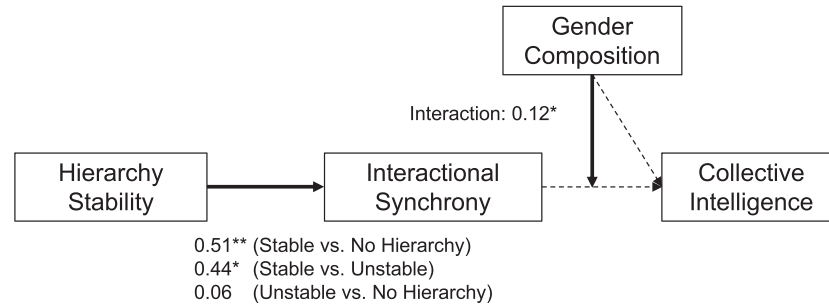 Gender
Composition
Interaction: 0.12*
Hierarchy
Stability
Interactional
Synchrony
Collective
Intelligence
0.51** (Stable vs. No Hierarchy)
0.44* (Stable vs. Unstable)
0.06 (Unstable vs. No Hierarchy)